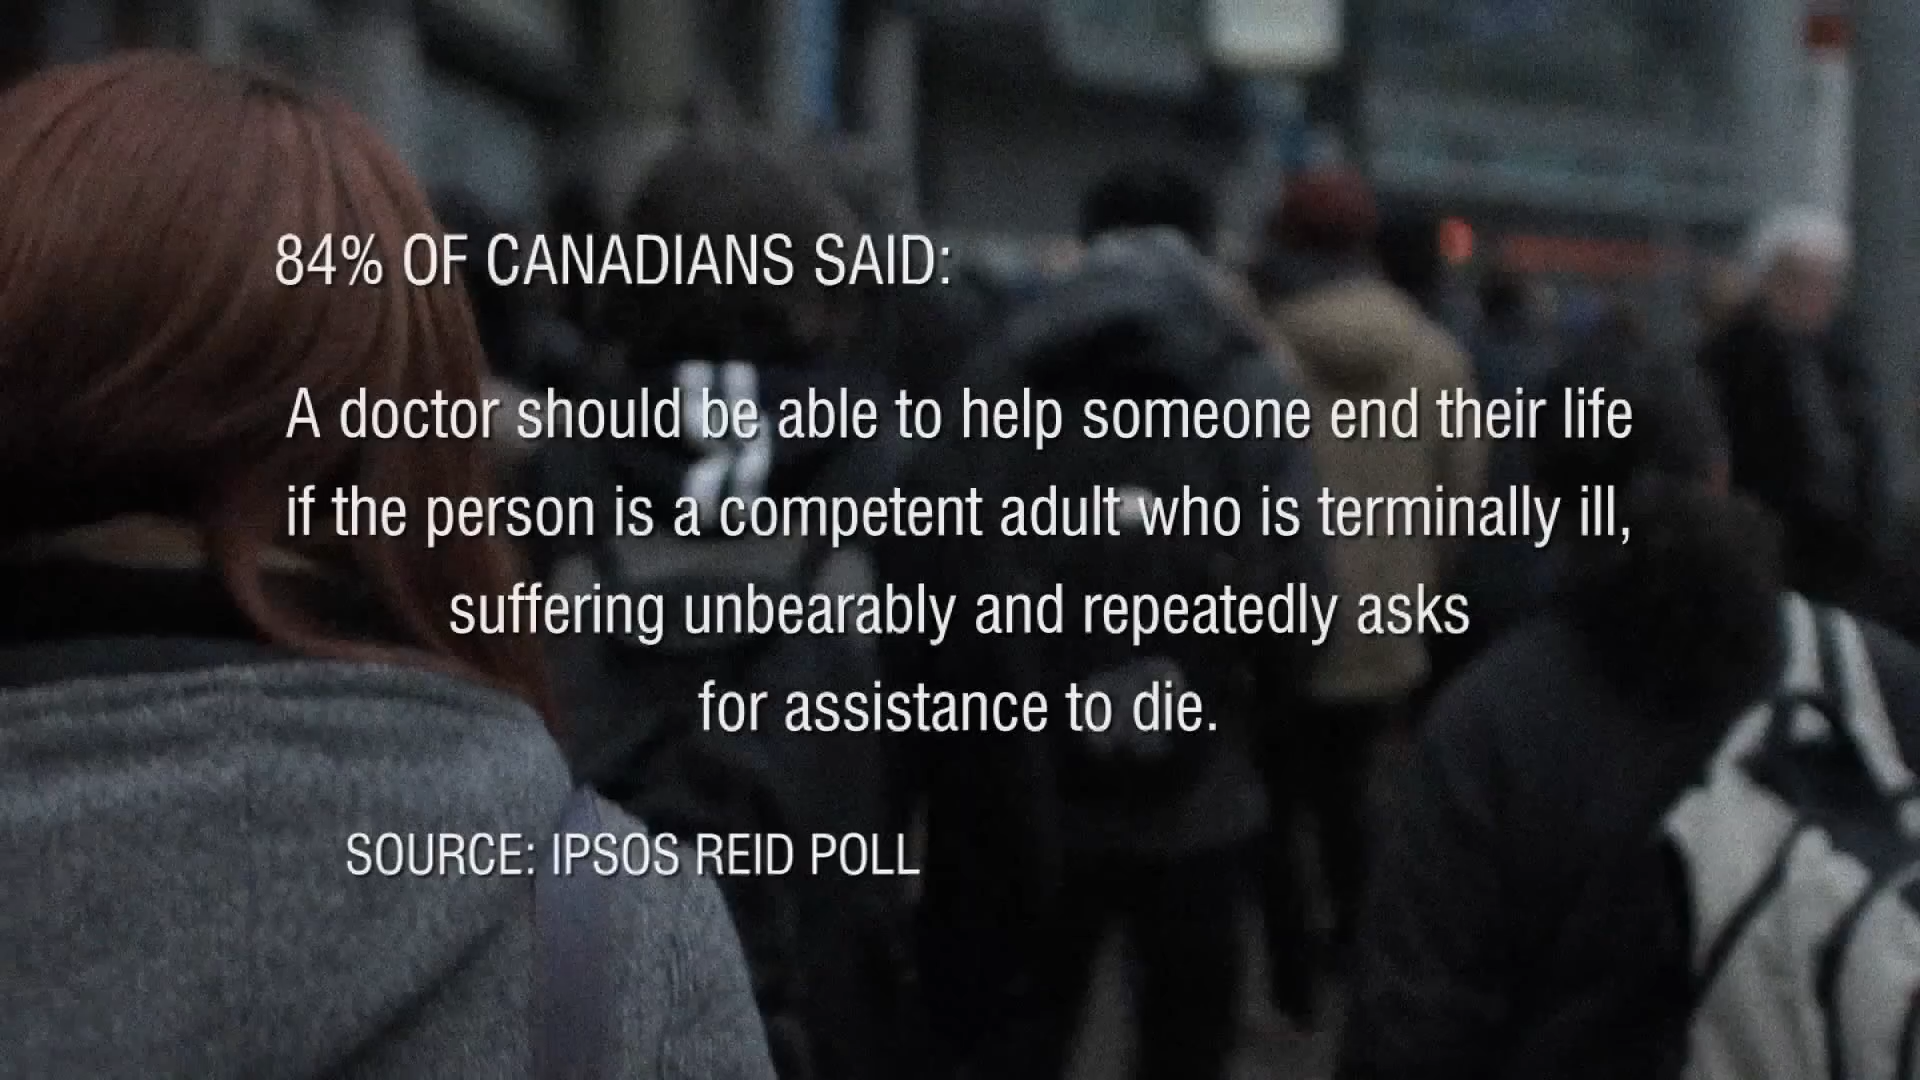 84% OF CANADIANS SAID:
A doctor should be able to help someone end their life
if the person is a competent adult who is terminally ill,
suffering unbearably and repeatedly asks
for assistance to die.
SOURCE: IPSOS REID POLL